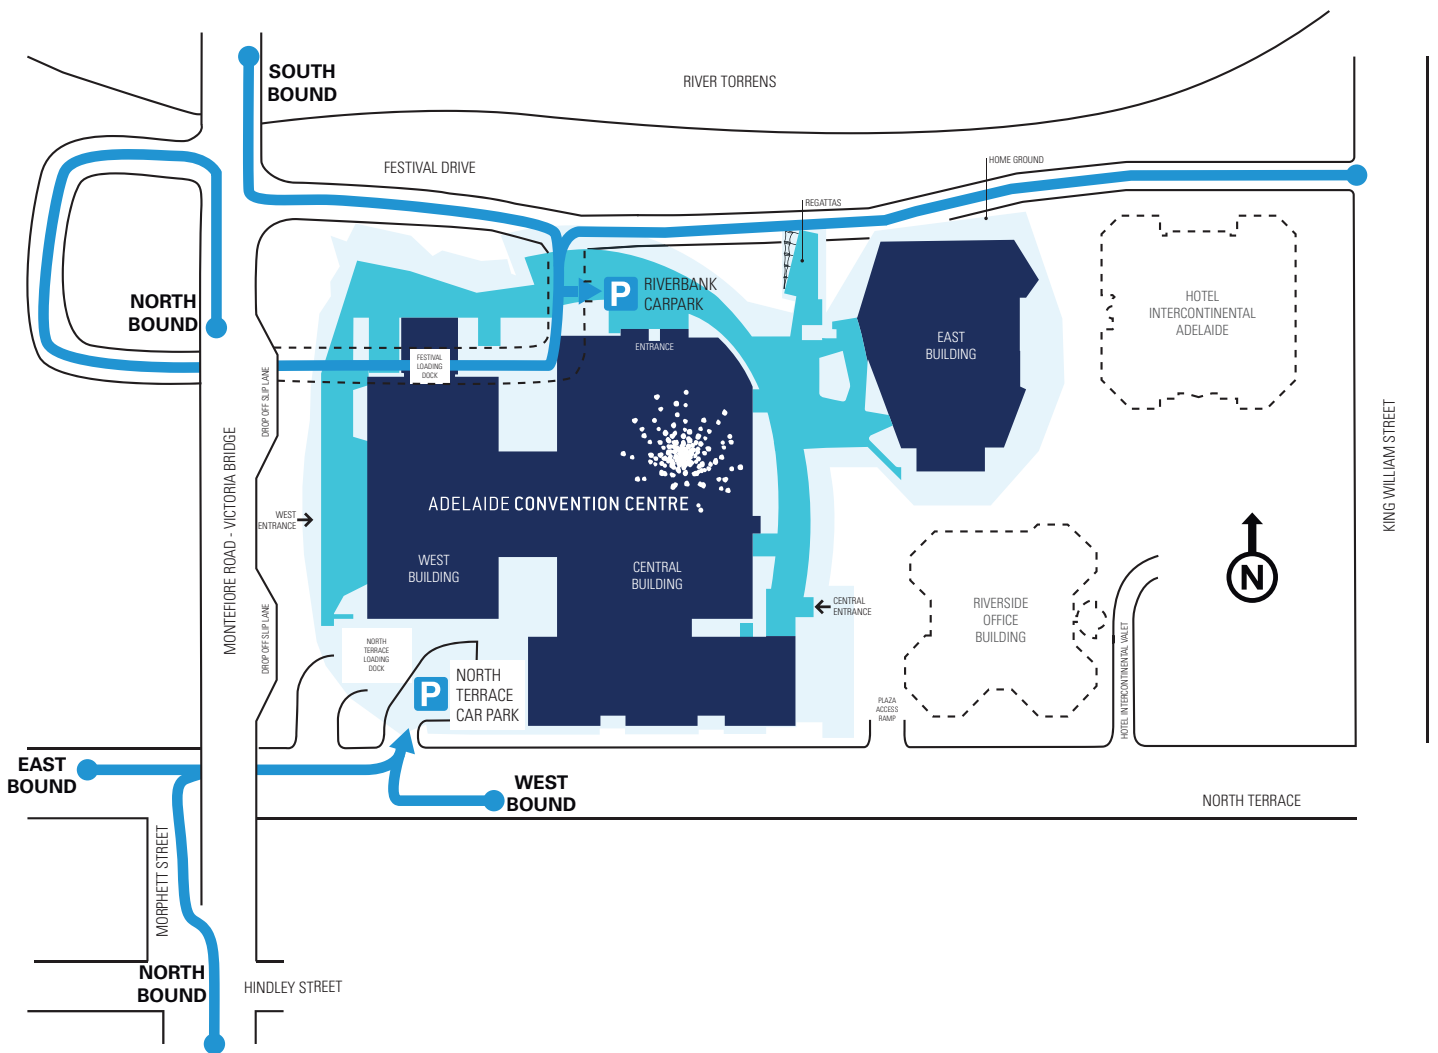 SOUTH
BOUND
RIVER TORRENS
FESTIVAL DRIVE
HOME GROUND
REGATTAS
NORTH
BOUND
P
RIVERBANK
CARPARK
HOTEL
INTERCONTINENTAL
ADELAIDE
ENTRANCE
EAST
BUILDING
FESTIVAL
LOADING
DOCK
DROP OFF SLIP LANE
MONTEFIORE ROAD - VICTORIA BRIDGE
KING WILLIAM STREET
ADELAIDE CONVENTION CENTRE
WEST
ENTRANCE
WEST
BUILDING
CENTRAL
BUILDING
N
CENTRAL
ENTRANCE
RIVERSIDE
OFFICE
BUILDING
DROP OFF SLIP LANE
NORTH
TERRACE
LOADING
DOCK
HOTEL INTERCONTINENTAL VALET
P
NORTH
TERRACE
CAR PARK
PLAZA
ACCESS
RAMP
EAST
BOUND
WEST
BOUND
NORTH TERRACE
MORPHETT STREET
NORTH
BOUND
HINDLEY STREET